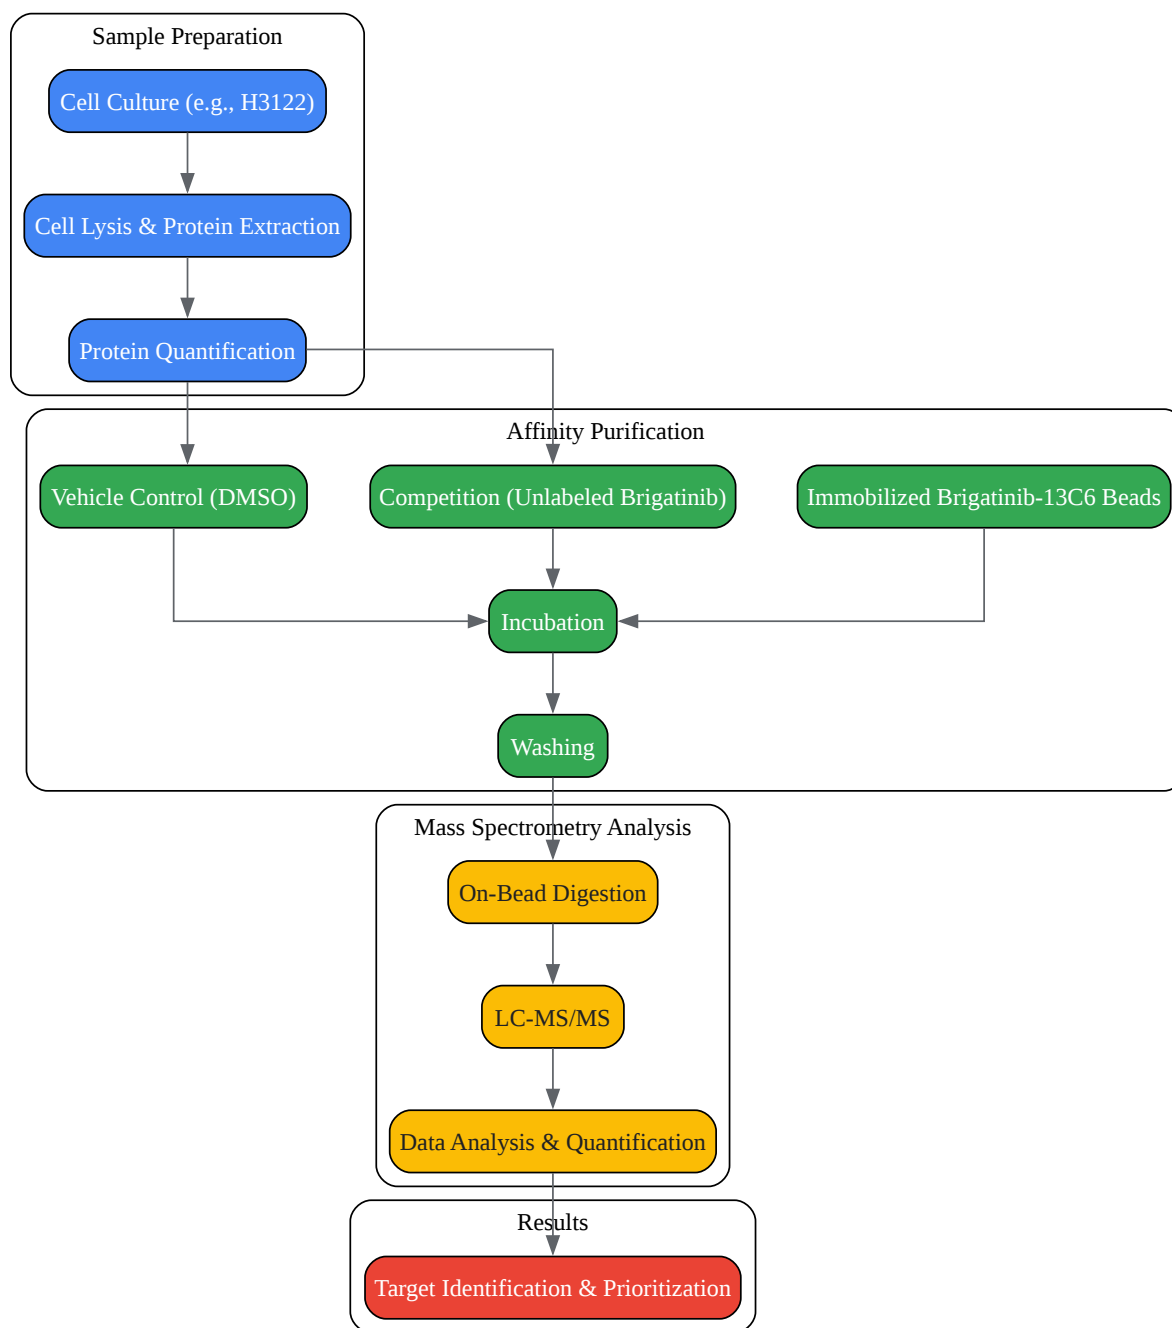 Sample Preparation
Cell Culture (e.g., H3122)
Cell Lysis & Protein Extraction
Protein Quantification
Affinity Purification
Vehicle Control (DMSO)
Competition (Unlabeled Brigatinib)
Immobilized Brigatinib-13C6 Beads
Incubation
Washing
Mass Spectrometry Analysis
On-Bead Digestion
LC-MS/MS
Data Analysis & Quantification
Results
Target Identification & Prioritization